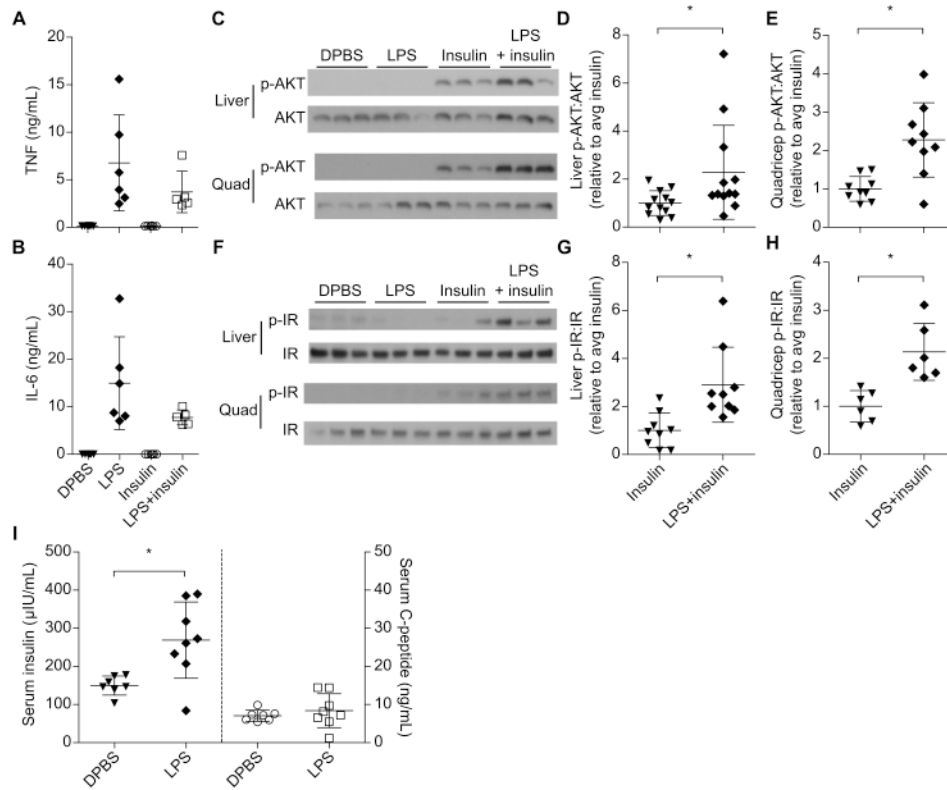 A
TNF (ng/mL)
20
15
10
5
0
B
IL-6 (ng/mL)
40
30
20
10
0
DPBS
LPS
Insulin
LPS+insulin
C
DPBS
LPS
Insulin
LPS
+ insulin
Liver
p-AKT
AKT
Quad
p-AKT
AKT
D
Liver p-AKT:AKT
(relative to avg insulin)
8
6
4
2
0
*
E
Quadricep p-AKT:AKT
(relative to avg insulin)
5
4
3
2
1
0
*
F
DPBS
LPS
Insulin
LPS
+ insulin
Liver
p-IR
IR
Quad
p-IR
IR
G
Liver p-IR:IR
(relative to avg insulin)
8
6
4
2
0
*
Insulin
LPS+insulin
H
Quadricep p-IR:IR
(relative to avg insulin)
4
3
2
1
0
*
Insulin
LPS+insulin
I
Serum insulin (µIU/mL)
500
400
300
200
100
0
*
DPBS
LPS
DPBS
LPS
50
40
30
20
10
0
Serum C-peptide (ng/mL)